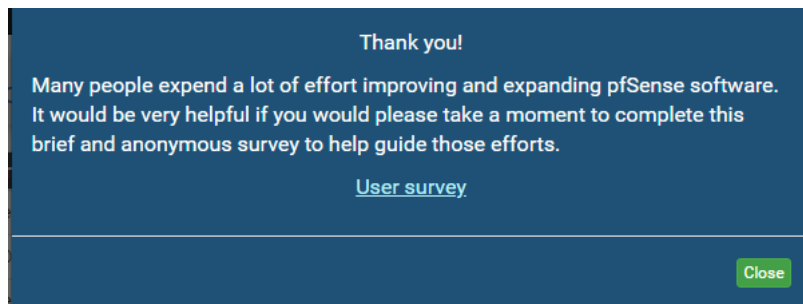 Thank you!
Many people expend a lot of effort improving and expanding pfSense software.
It would be very helpful if you would please take a moment to complete this
brief and anonymous survey to help guide those efforts.
User survey
Close